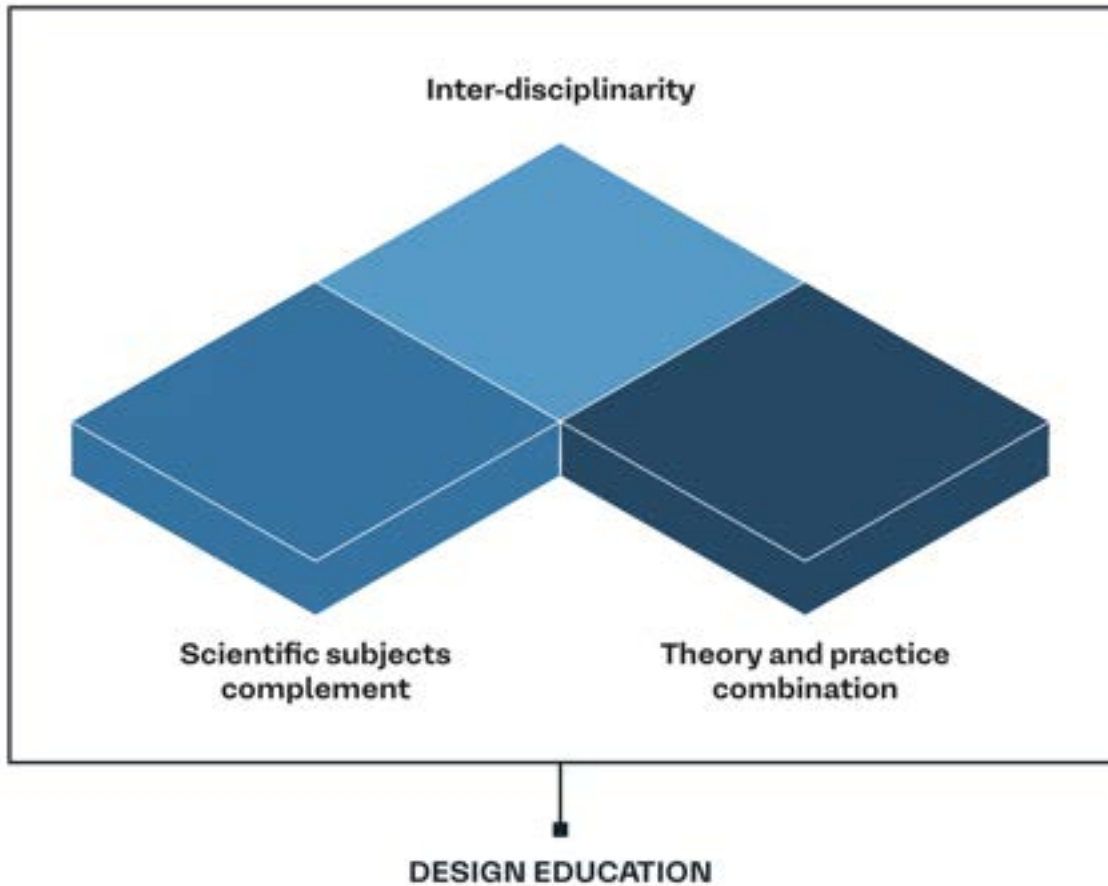 Inter-disciplinarity
Scientific subjects
complement
Theory and practice
combination
DESIGN EDUCATION